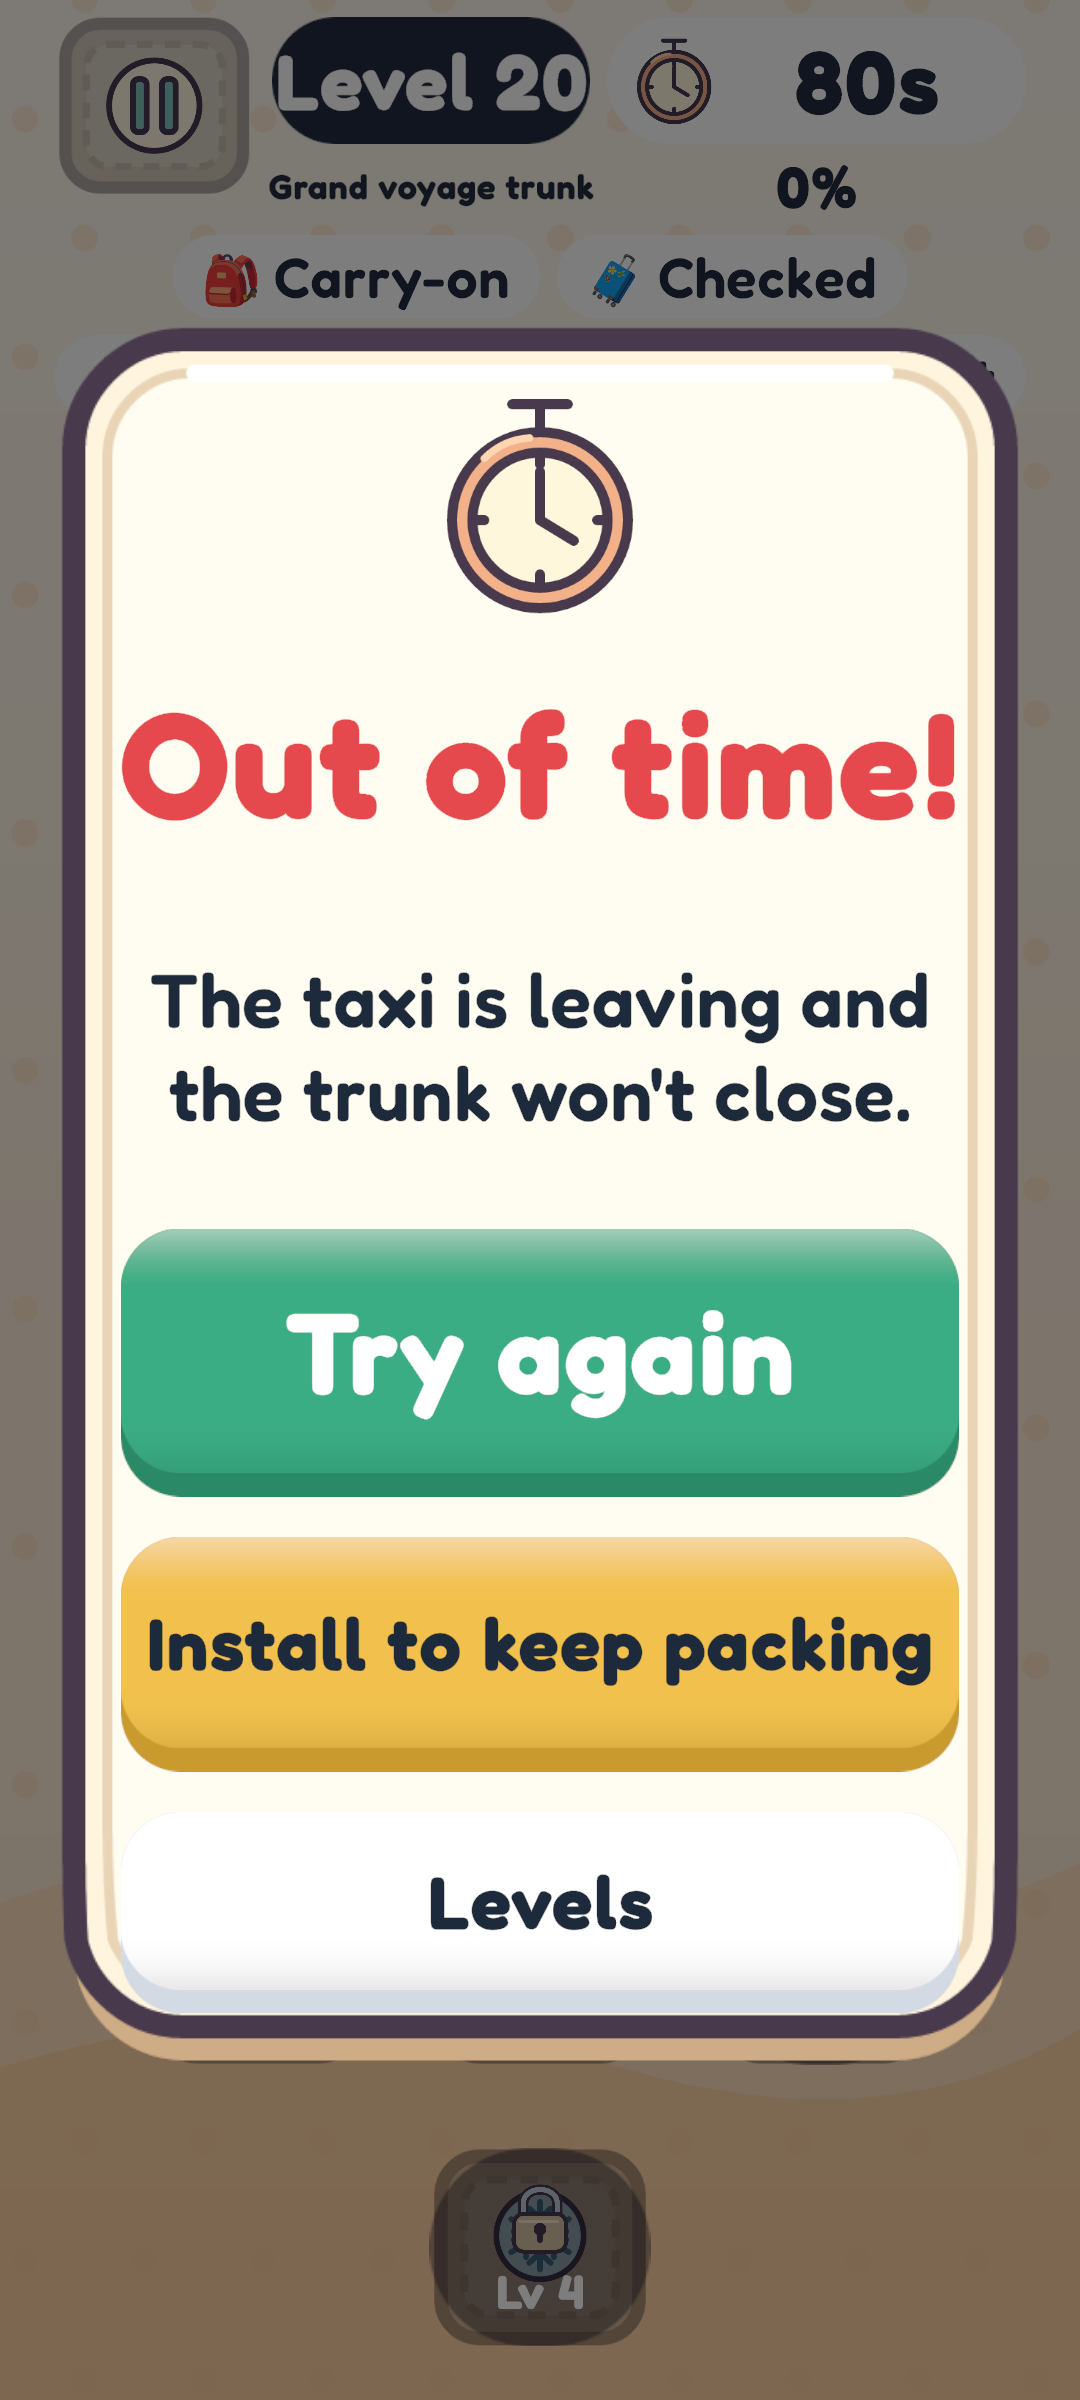 Level 20
80s
Grand voyage trunk
0%
Carry-on
Checked
Out of time!
The taxi is leaving and
the trunk won't close.
Try again
Install to keep packing
Levels
Lv 4